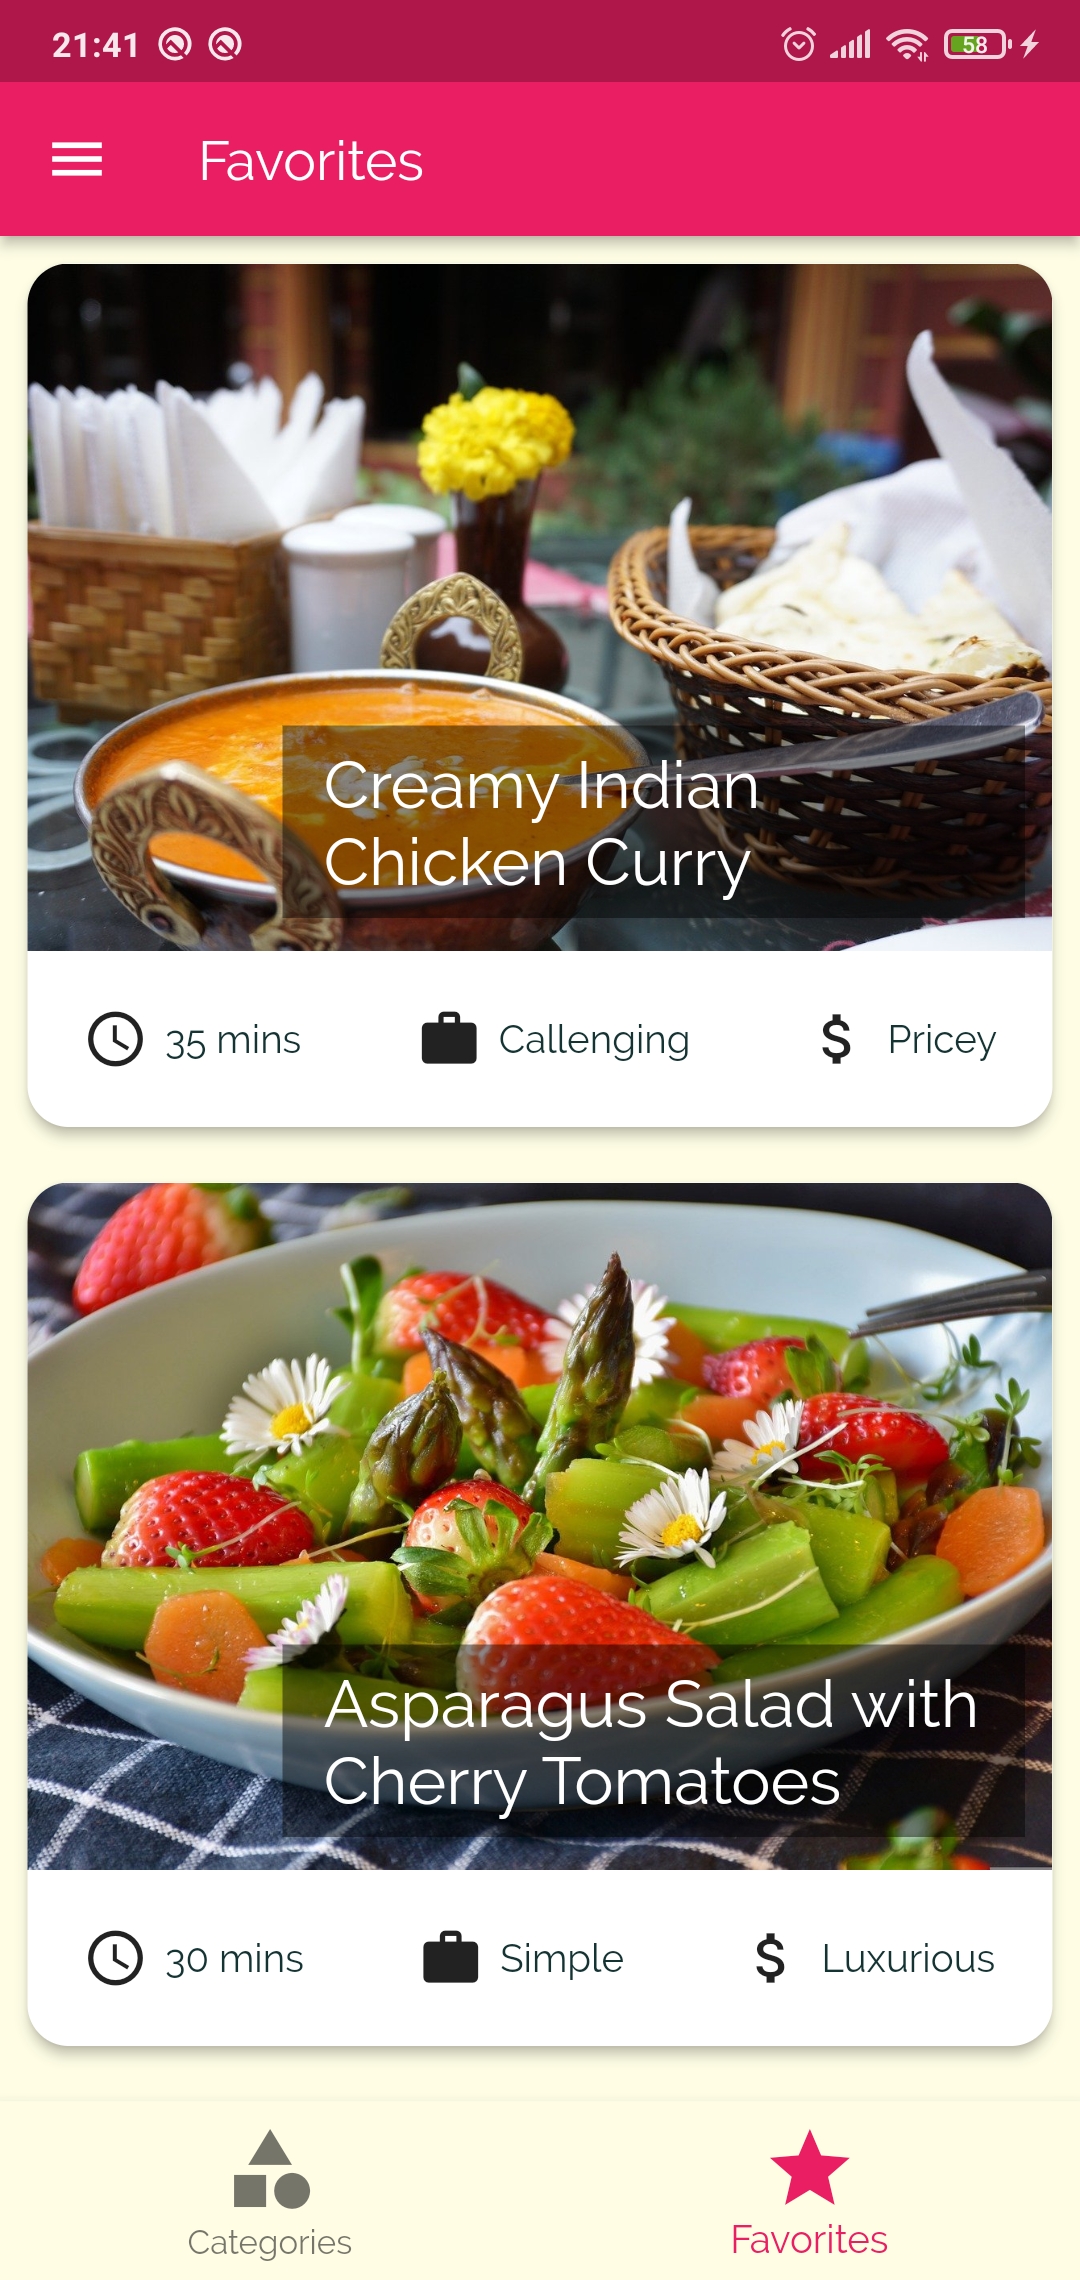 21:41
58
Favorites
Creamy Indian
Chicken Curry
35 mins
Callenging
Pricey
Asparagus Salad with
Cherry Tomatoes
30 mins
Simple
Luxurious
Categories
Favorites